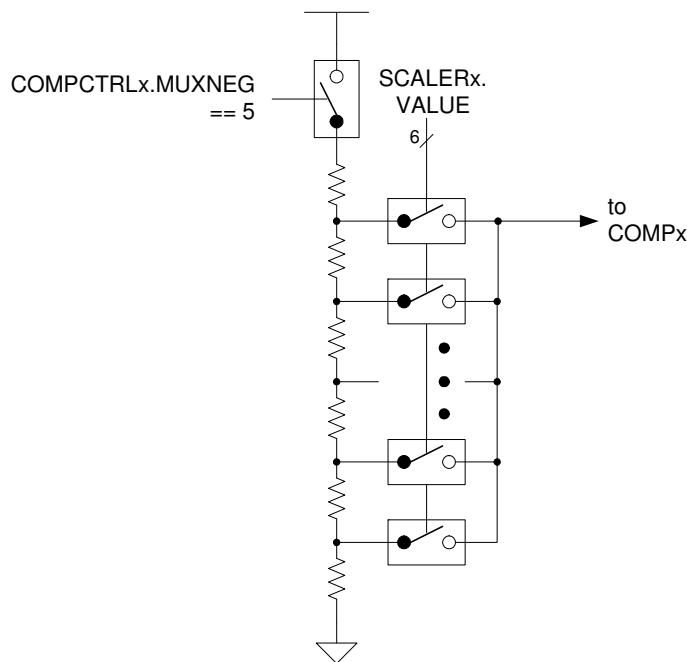 COMPCTRLx.MUXNEG
== 5
SCALERx.
VALUE
6
to
COMPx